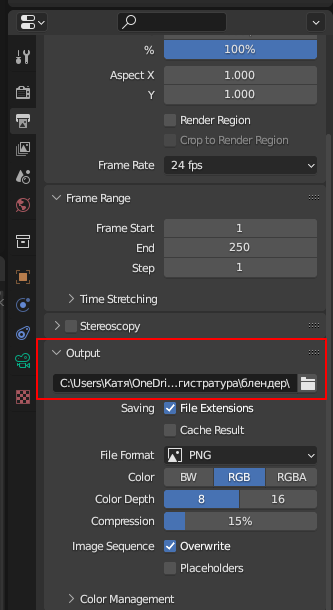 % 100%
Aspect X 1.000
Y 1.000
Render Region
Crop to Render Region
Frame Rate 24 fps
Frame Range
Frame Start 1
End 250
Step 1
Time Stretching
Stereoscopy
Output
C:\Users\Катя\OneDri...гистратура\блендер\
Saving File Extensions
Cache Result
File Format PNG
Color BW RGB RGBA
Color Depth 8 16
Compression 15%
Image Sequence Overwrite
Placeholders
Color Management